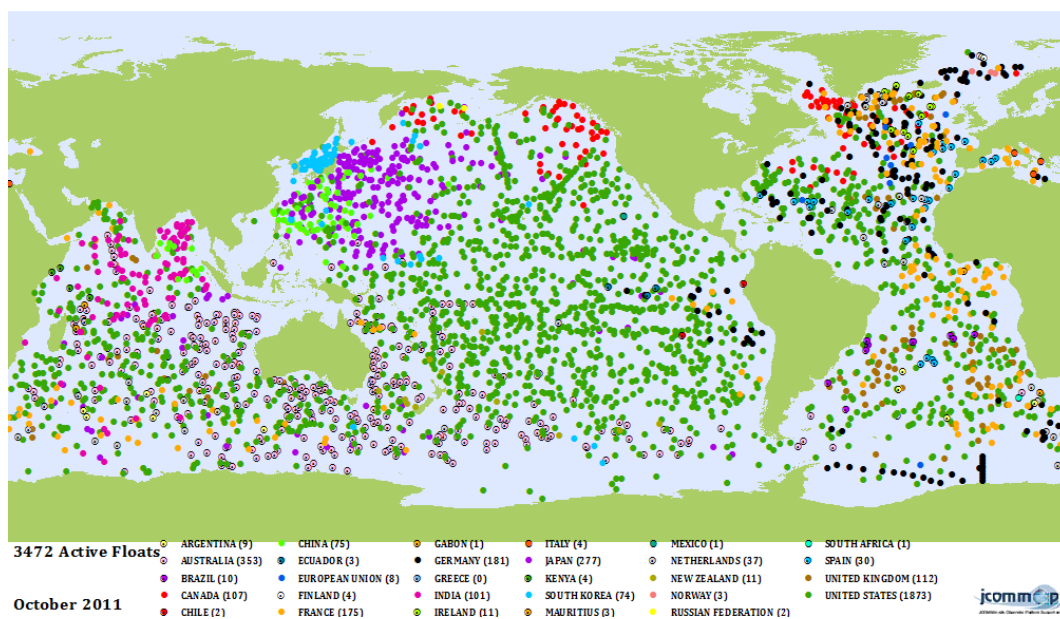 3472 Active Floats
October 2011
ARGENTINA (9)
AUSTRALIA (353)
BRAZIL (10)
CANADA (107)
CHILE (2)
CHINA (75)
ECUADOR (3)
EUROPEAN UNION (8)
FINLAND (4)
FRANCE (175)
GABON (1)
GERMANY (181)
GREECE (0)
INDIA (101)
IRELAND (11)
ITALY (4)
JAPAN (277)
KENYA (4)
SOUTH KOREA (74)
MAURITIUS (3)
MEXICO (1)
NETHERLANDS (37)
NEW ZEALAND (11)
NORWAY (3)
RUSSIAN FEDERATION (2)
SOUTH AFRICA (1)
SPAIN (30)
UNITED KINGDOM (112)
UNITED STATES (1873)
jcommop